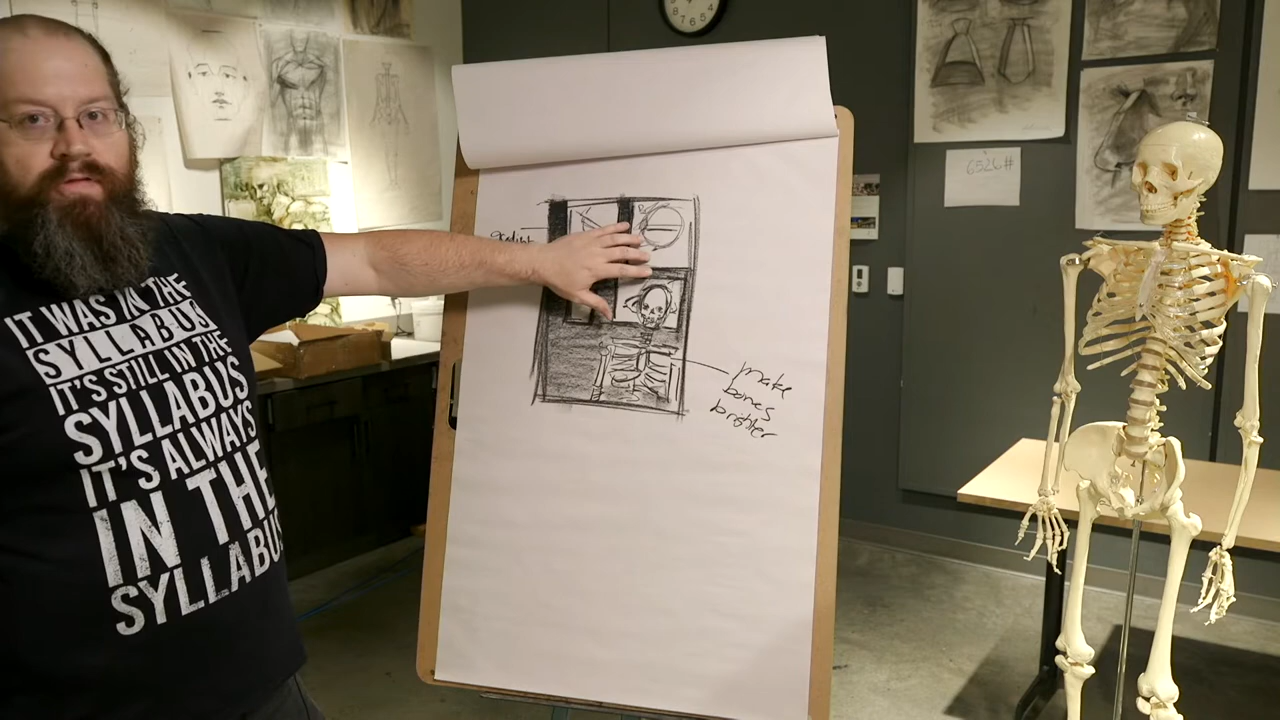 IT WAS IN THE
SYLLABUS
IT'S STILL IN THE
SYLLABUS
IT'S ALWAYS
IN THE
SYLLABUS
make
bones
brighter
6526#